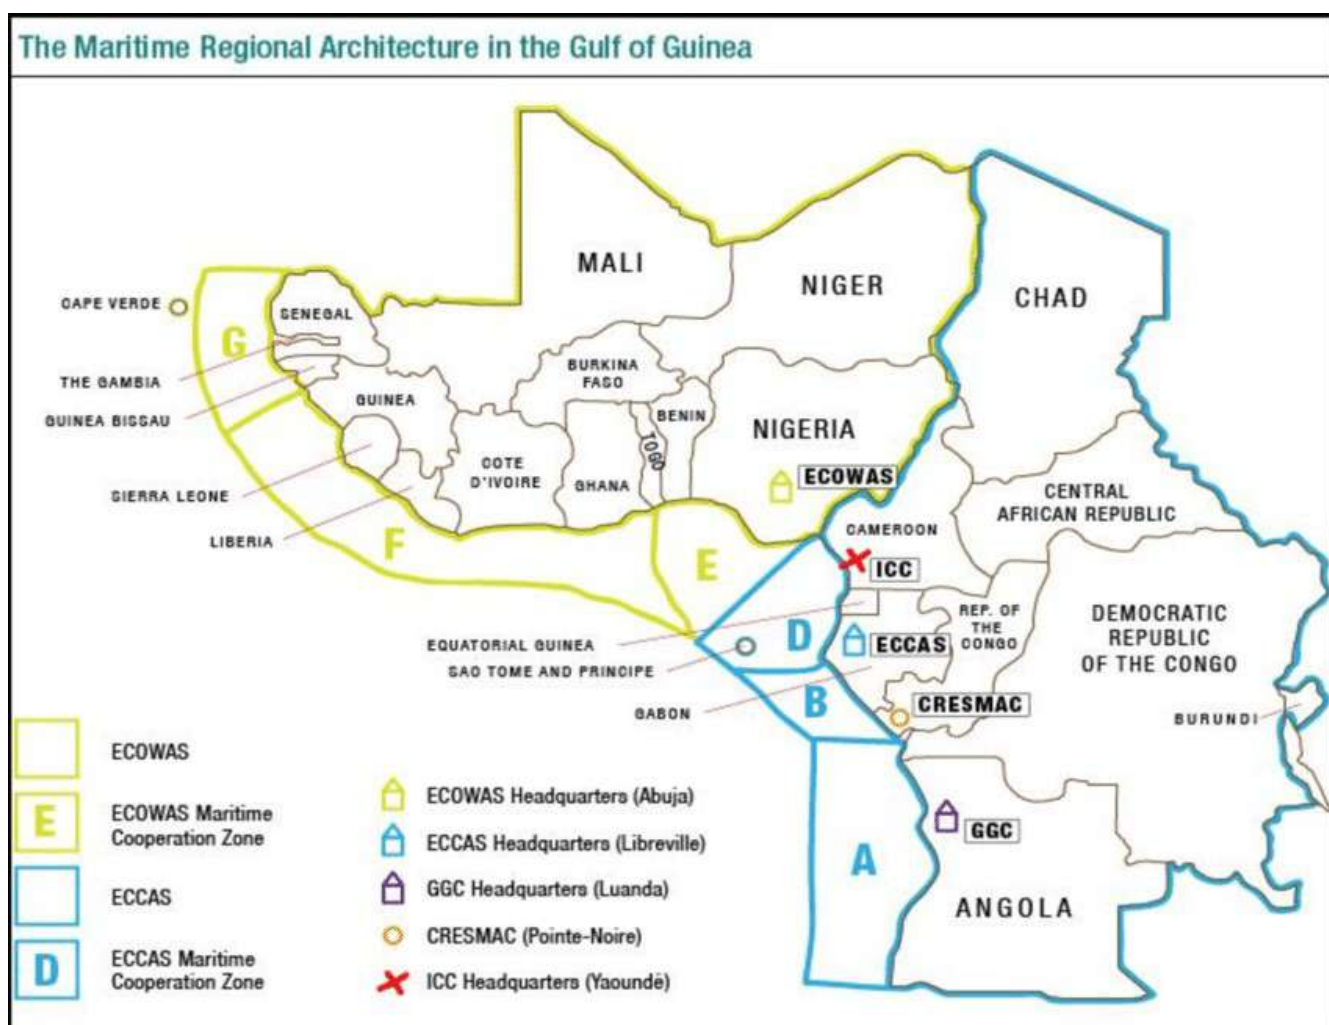 The Maritime Regional Architecture in the Gulf of Guinea
MALI
NIGER
CHAD
CAPE VERDE
SENEGAL
G
THE GAMBIA
GUINEA BISSAU
GUINEA
BURKINA
FASO
BENIN
TOGO
NIGERIA
COTE
D'IVOIRE
GHANA
ECOWAS
SIERRA LEONE
LIBERIA
F
E
CENTRAL
AFRICAN REPUBLIC
CAMEROON
ICC
EQUATORIAL GUINEA
SAO TOME AND PRINCIPE
D
ECCAS
REP. OF
THE
CONGO
DEMOCRATIC
REPUBLIC
OF THE CONGO
GABON
B
CRESMAC
BURUNDI
A
GGC
ANGOLA
ECOWAS
E
ECOWAS Maritime
Cooperation Zone
ECCAS
D
ECCAS Maritime
Cooperation Zone
ECOWAS Headquarters (Abuja)
ECCAS Headquarters (Libreville)
GGC Headquarters (Luanda)
CRESMAC (Pointe-Noire)
ICC Headquarters (Yaoundé)